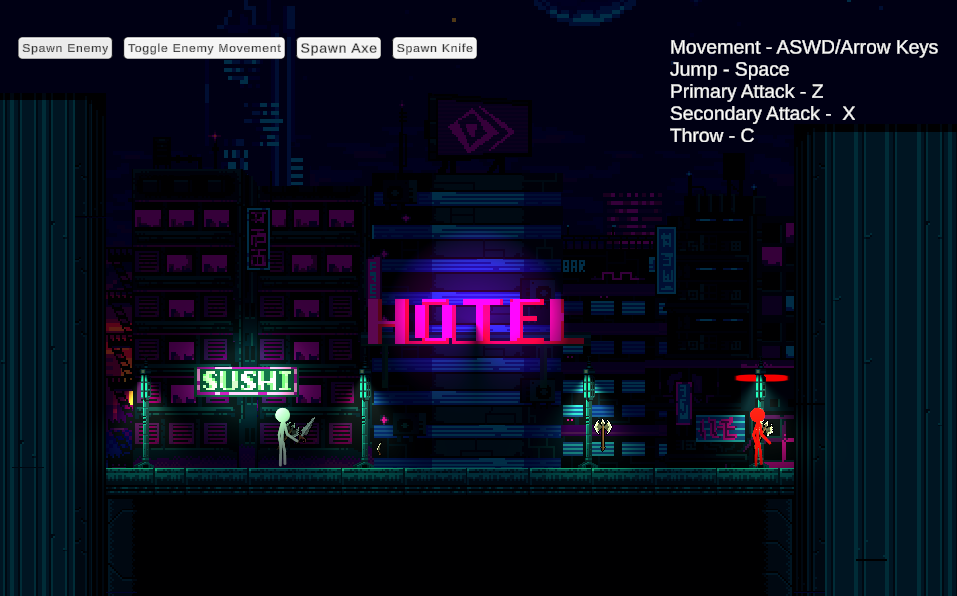 Spawn Enemy
Toggle Enemy Movement
Spawn Axe
Spawn Knife
Movement - ASWD/Arrow Keys
Jump - Space
Primary Attack - Z
Secondary Attack -  X
Throw - C
BAR
HOTEL
SUSHI